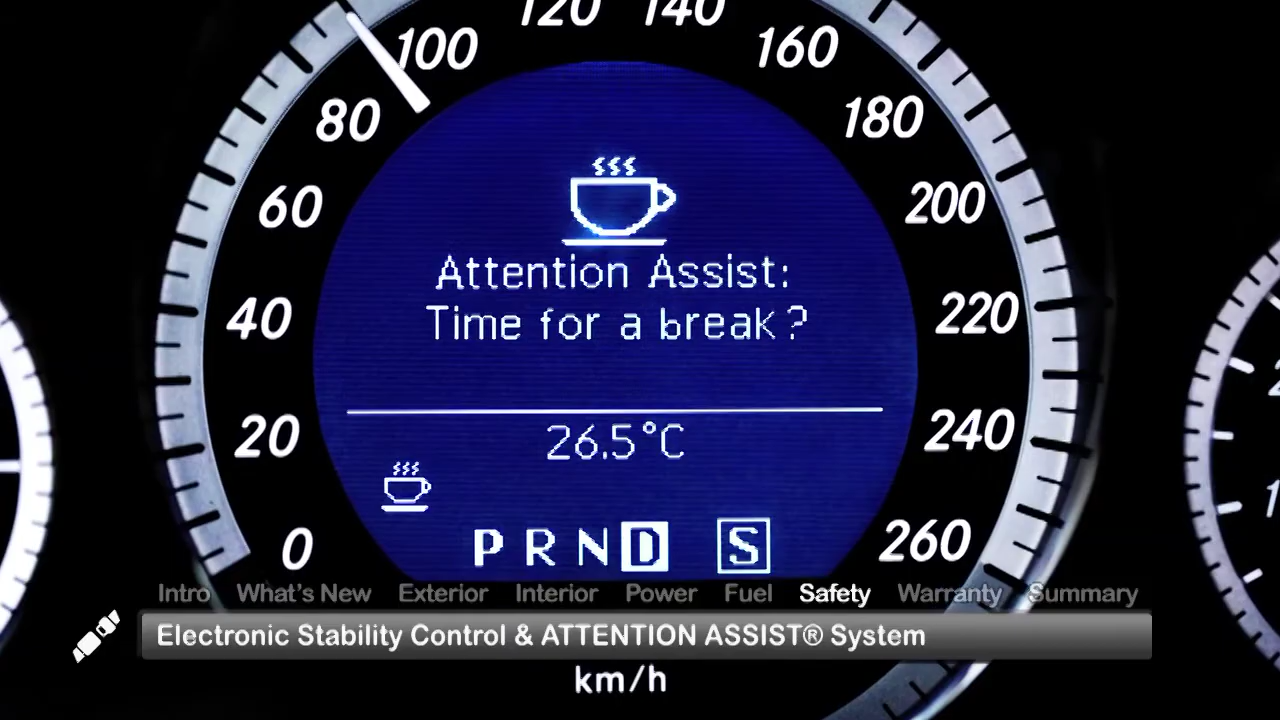 120 140
100 160
80 180
60 200
40 220
20 240
0 260
Attention Assist:
Time for a break?
26.5°C
P R N D S
Intro What's New Exterior Interior Power Fuel Safety Warranty Summary
Electronic Stability Control & ATTENTION ASSIST® System
km/h